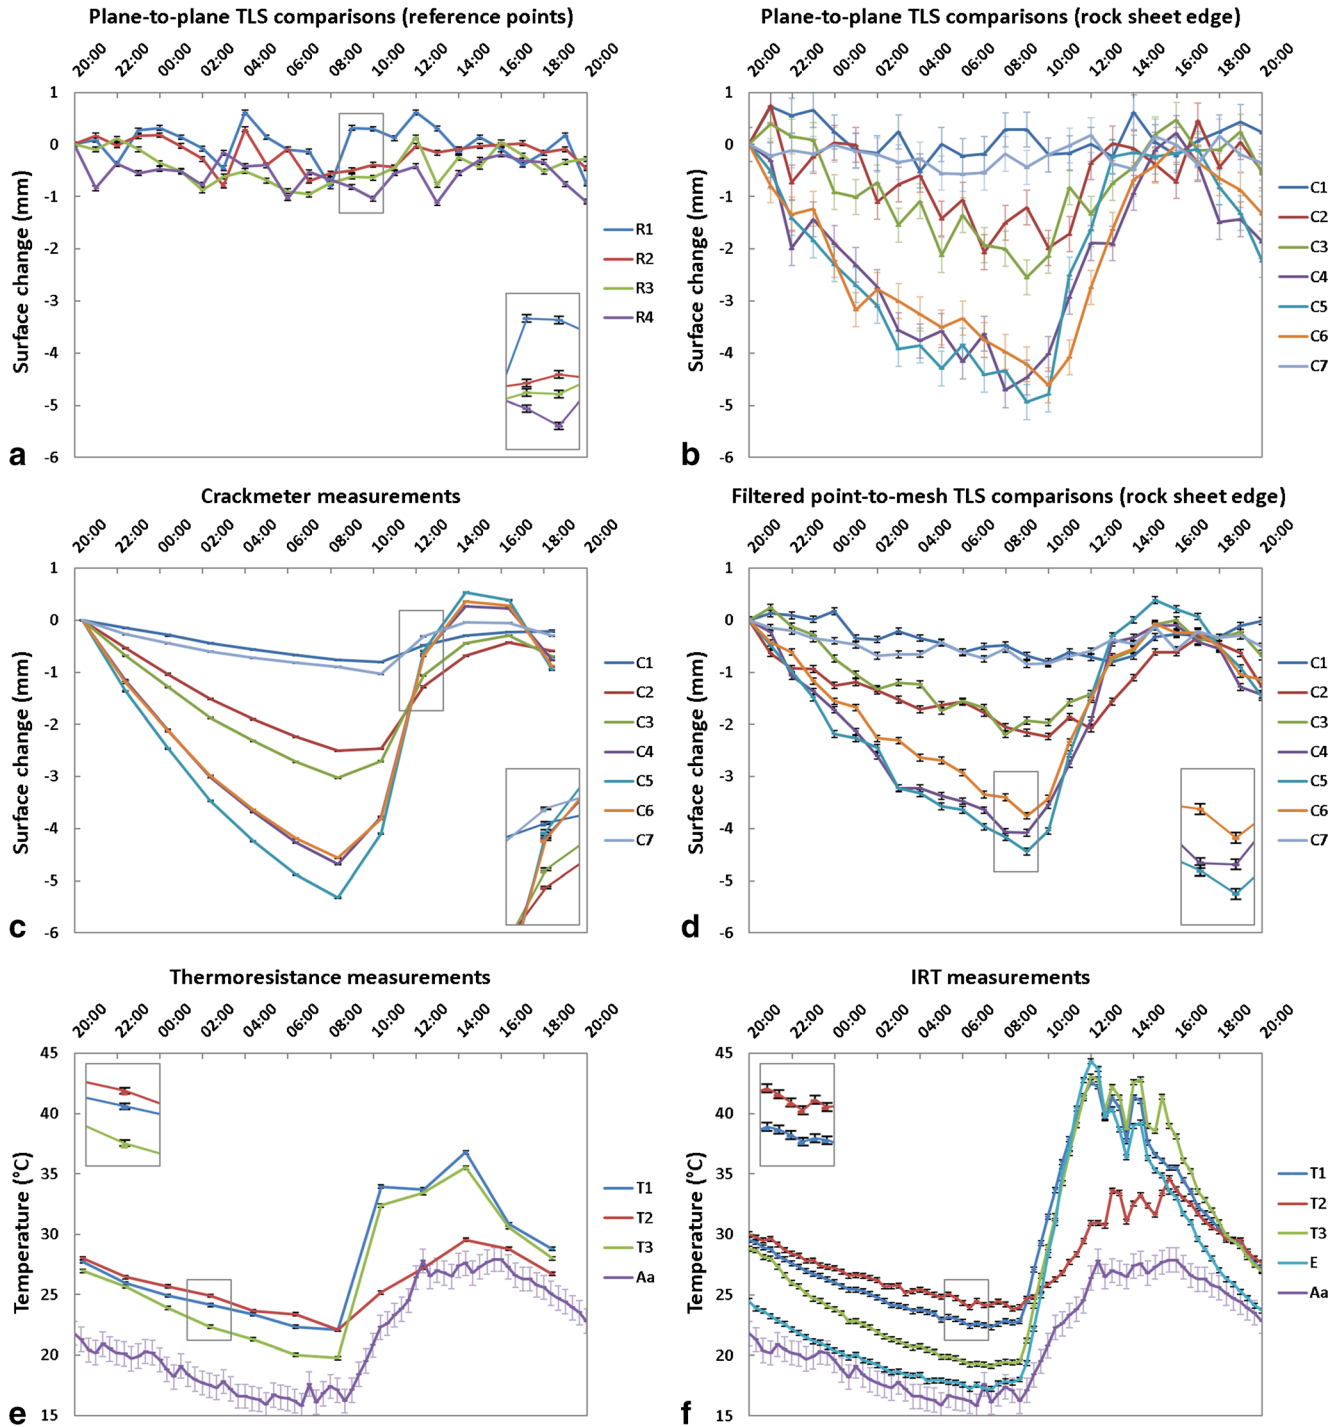 Plane-to-plane TLS comparisons (reference points)
20:00 22:00 00:00 02:00 04:00 06:00 08:00 10:00 12:00 14:00 16:00 18:00 20:00
Surface change (mm)
1
0
-1
-2
-3
-4
-5
-6
R1
R2
R3
R4
a
Plane-to-plane TLS comparisons (rock sheet edge)
20:00 22:00 00:00 02:00 04:00 06:00 08:00 10:00 12:00 14:00 16:00 18:00 20:00
Surface change (mm)
1
0
-1
-2
-3
-4
-5
-6
C1
C2
C3
C4
C5
C6
C7
b
Crackmeter measurements
20:00 22:00 00:00 02:00 04:00 06:00 08:00 10:00 12:00 14:00 16:00 18:00 20:00
Surface change (mm)
1
0
-1
-2
-3
-4
-5
-6
C1
C2
C3
C4
C5
C6
C7
c
Filtered point-to-mesh TLS comparisons (rock sheet edge)
20:00 22:00 00:00 02:00 04:00 06:00 08:00 10:00 12:00 14:00 16:00 18:00 20:00
Surface change (mm)
1
0
-1
-2
-3
-4
-5
-6
C1
C2
C3
C4
C5
C6
C7
d
Thermoresistance measurements
20:00 22:00 00:00 02:00 04:00 06:00 08:00 10:00 12:00 14:00 16:00 18:00 20:00
Temperature (°C)
45
40
35
30
25
20
15
T1
T2
T3
Aa
e
IRT measurements
20:00 22:00 00:00 02:00 04:00 06:00 08:00 10:00 12:00 14:00 16:00 18:00 20:00
Temperature (°C)
45
40
35
30
25
20
15
T1
T2
T3
E
Aa
f